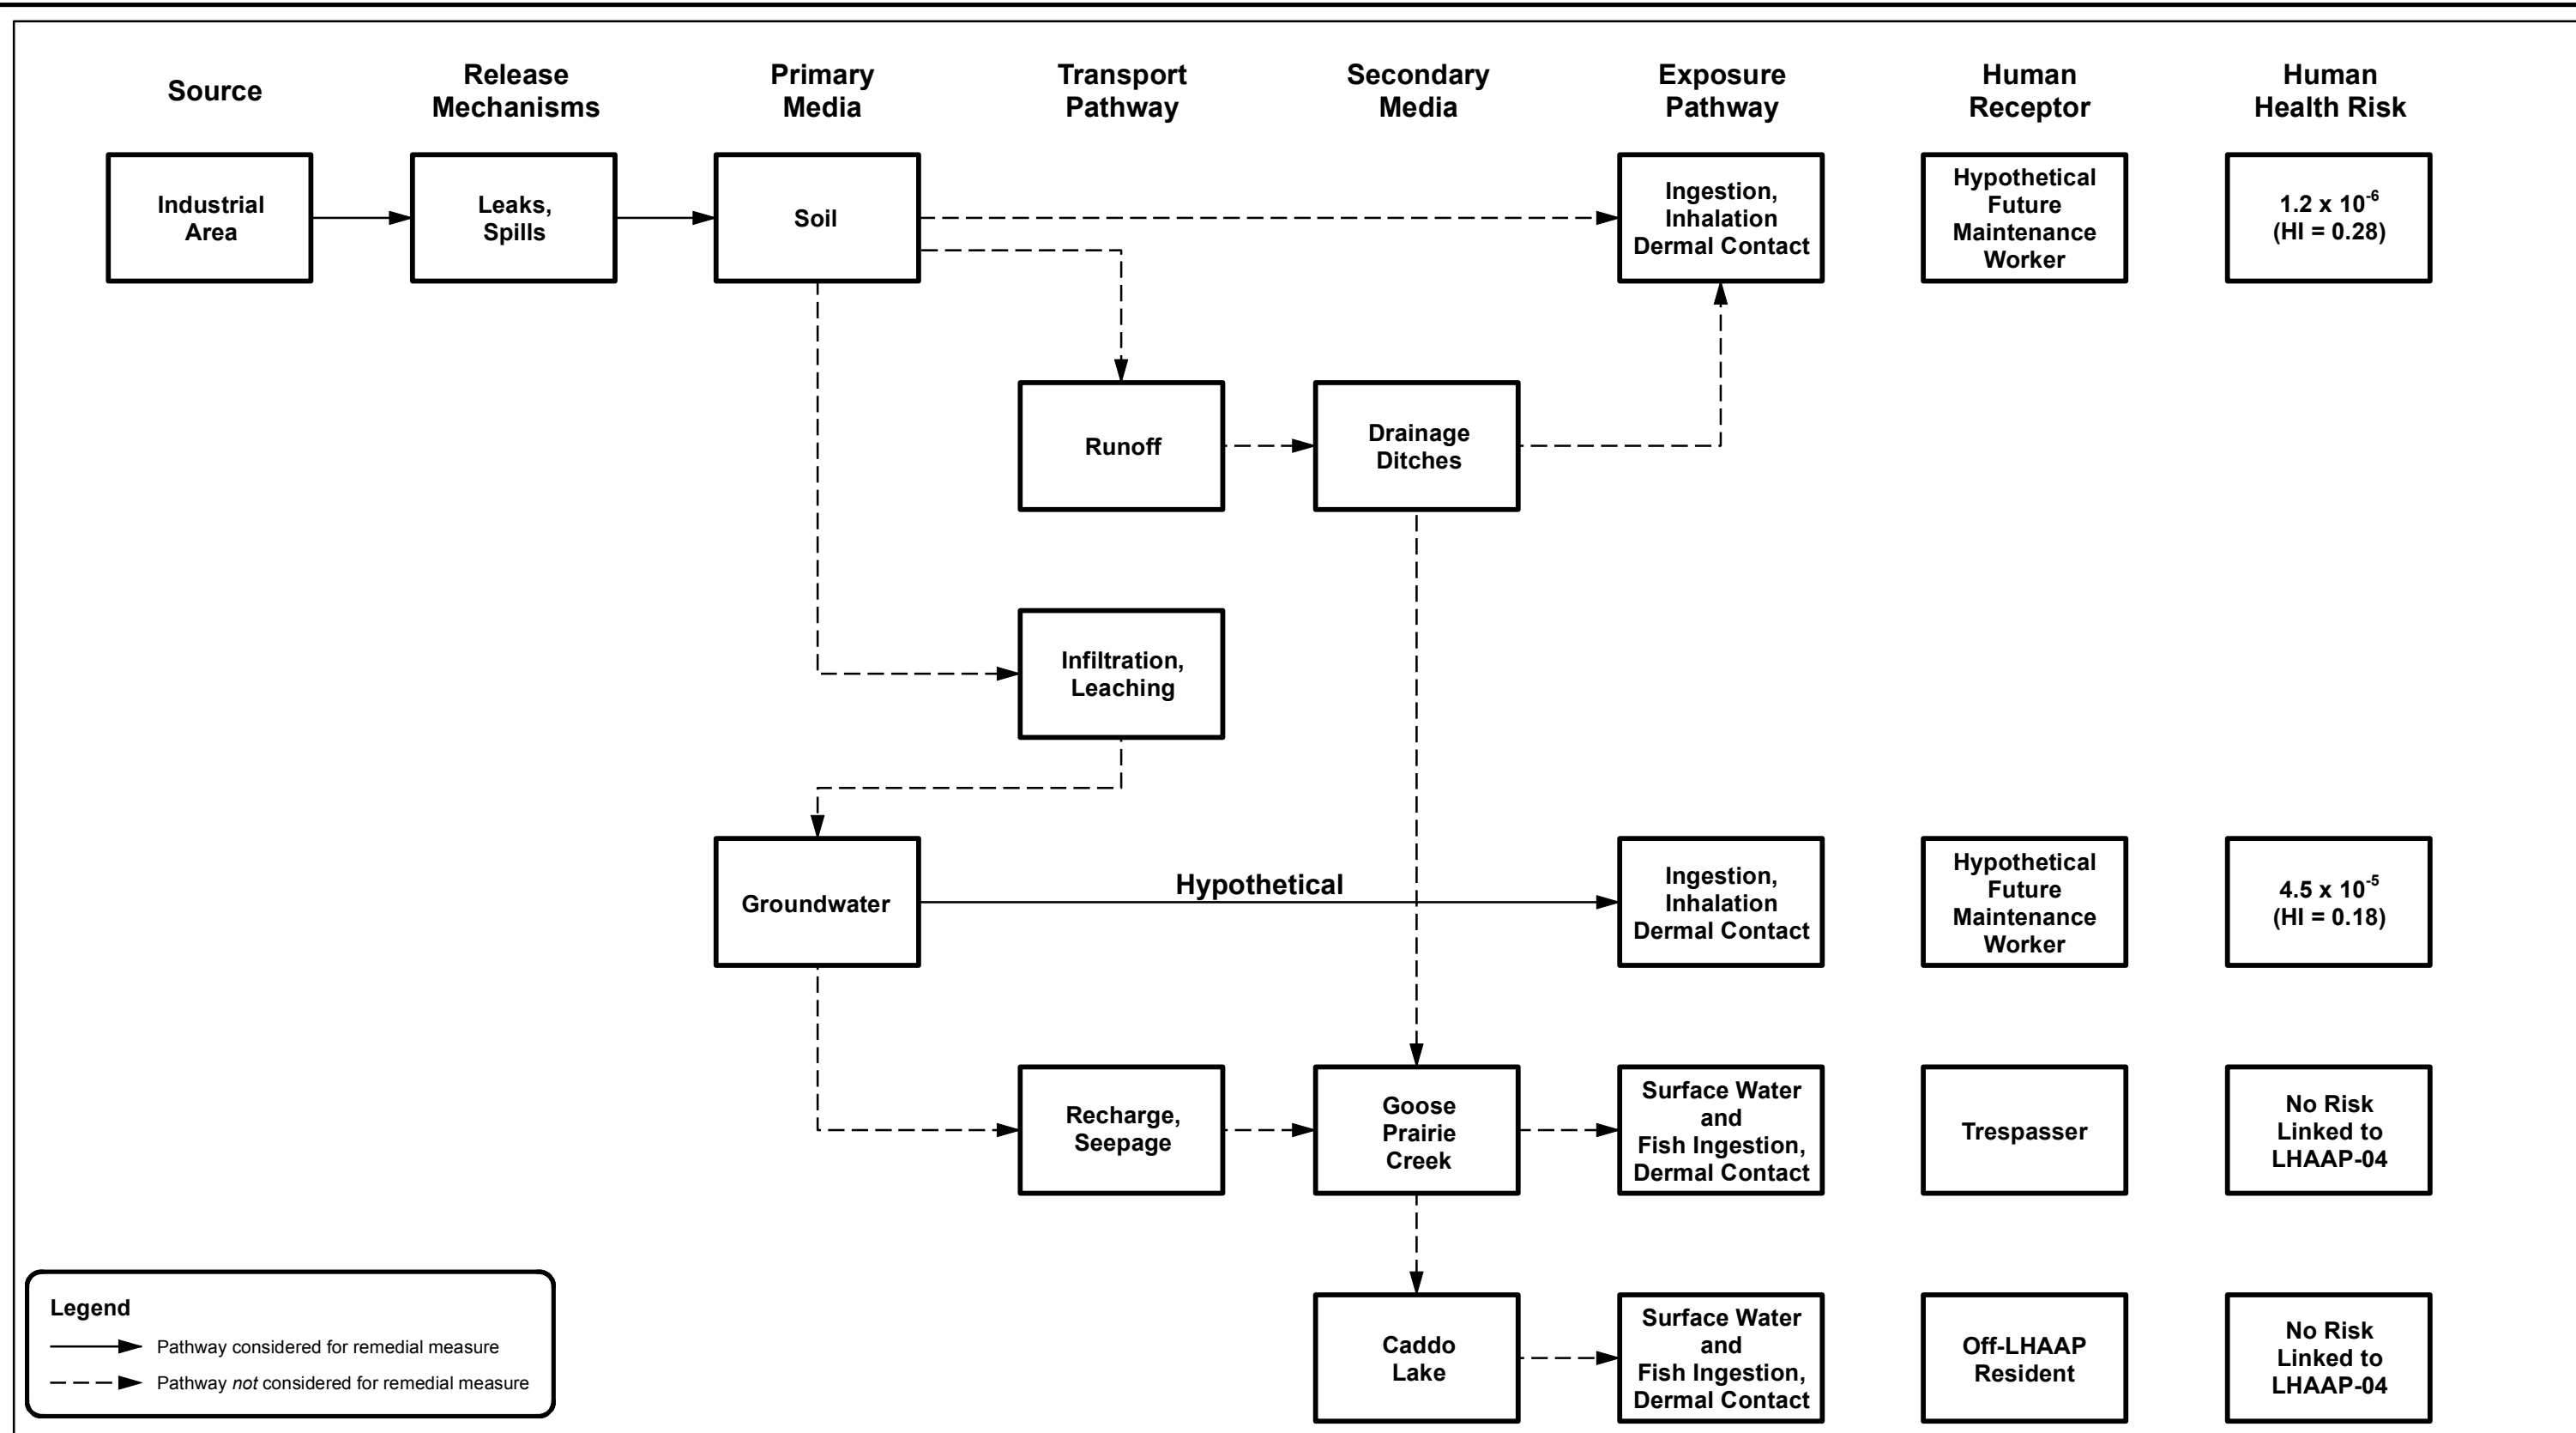 Source
Release
Mechanisms
Primary
Media
Transport
Pathway
Secondary
Media
Exposure
Pathway
Human
Receptor
Human
Health Risk
Industrial
Area
Leaks,
Spills
Soil
Ingestion,
Inhalation
Dermal Contact
Hypothetical
Future
Maintenance
Worker
1.2 x 10⁻⁶
(HI = 0.28)
Runoff
Drainage
Ditches
Infiltration,
Leaching
Groundwater
Hypothetical
Ingestion,
Inhalation
Dermal Contact
Hypothetical
Future
Maintenance
Worker
4.5 x 10⁻⁵
(HI = 0.18)
Recharge,
Seepage
Goose
Prairie
Creek
Surface Water
and
Fish Ingestion,
Dermal Contact
Trespasser
No Risk
Linked to
LHAAP-04
Caddo
Lake
Surface Water
and
Fish Ingestion,
Dermal Contact
Off-LHAAP
Resident
No Risk
Linked to
LHAAP-04
Legend
Pathway considered for remedial measure
Pathway not considered for remedial measure